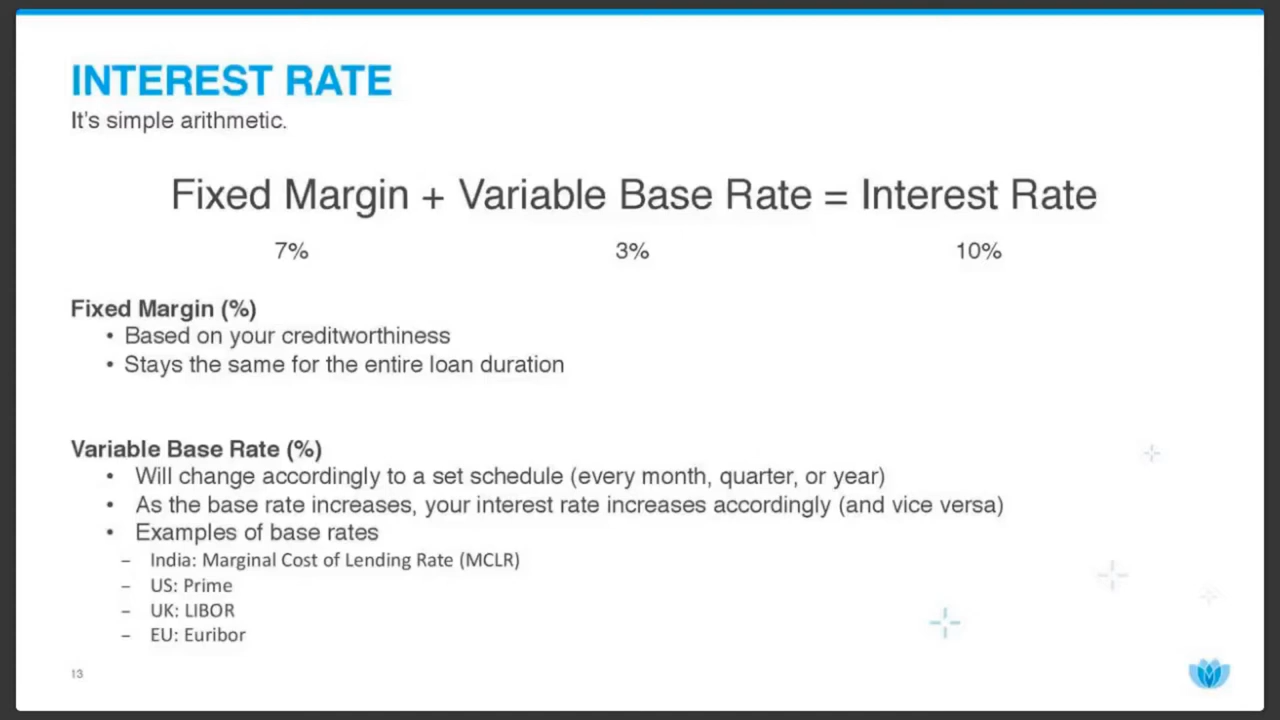 INTEREST RATE
It's simple arithmetic.
Fixed Margin + Variable Base Rate = Interest Rate
7% 3% 10%
Fixed Margin (%)
• Based on your creditworthiness
• Stays the same for the entire loan duration
Variable Base Rate (%)
• Will change accordingly to a set schedule (every month, quarter, or year)
• As the base rate increases, your interest rate increases accordingly (and vice versa)
• Examples of base rates
– India: Marginal Cost of Lending Rate (MCLR)
– US: Prime
– UK: LIBOR
– EU: Euribor
13